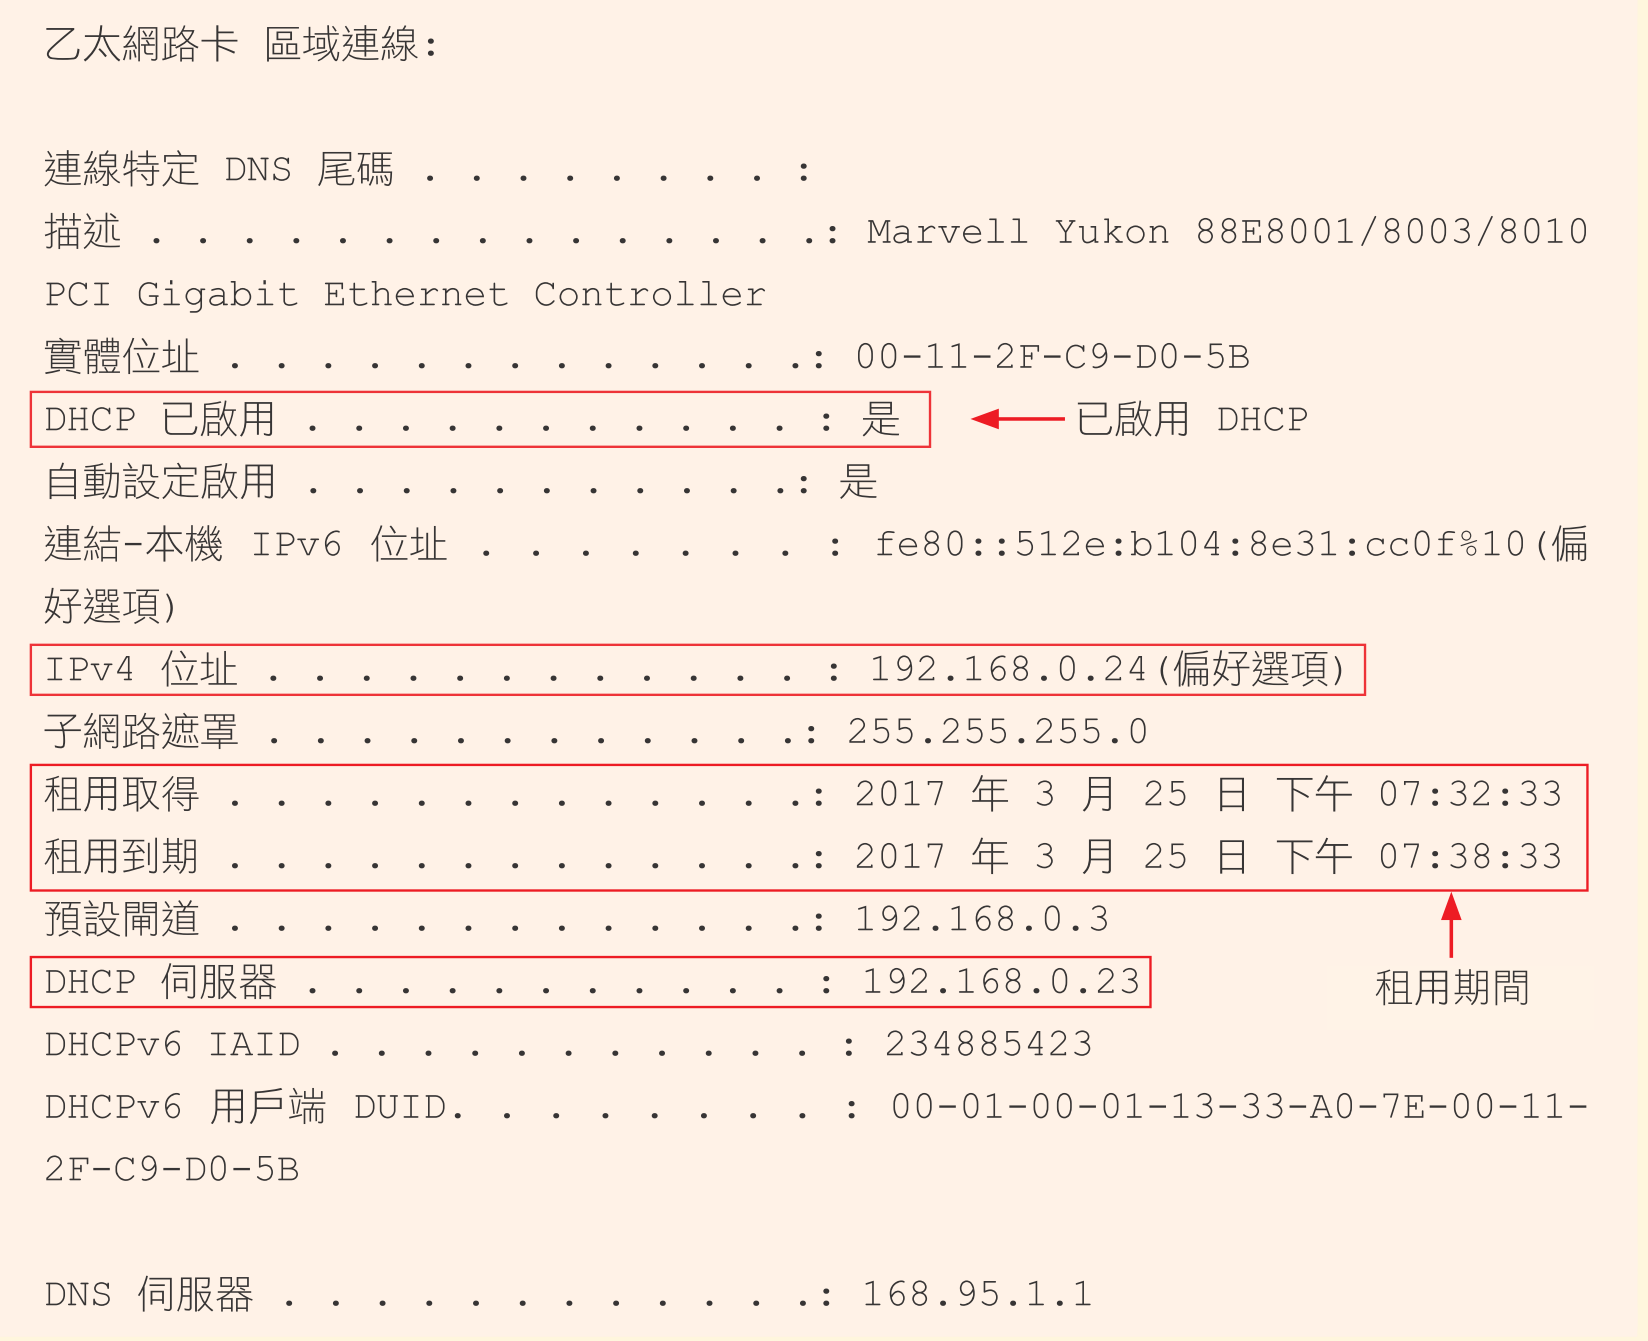 乙太網路卡 區域連線:
連線特定 DNS 尾碼 . . . . . . . . :
描述 . . . . . . . . . . . . . . .: Marvell Yukon 88E8001/8003/8010
PCI Gigabit Ethernet Controller
實體位址 . . . . . . . . . . . . .: 00-11-2F-C9-D0-5B
DHCP 已啟用 . . . . . . . . . . . : 是 已啟用 DHCP
自動設定啟用 . . . . . . . . . . .: 是
連結-本機 IPv6 位址 . . . . . . . : fe80::512e:b104:8e31:cc0f%10(偏
好選項)
IPv4 位址 . . . . . . . . . . . . : 192.168.0.24(偏好選項)
子網路遮罩 . . . . . . . . . . . .: 255.255.255.0
租用取得 . . . . . . . . . . . . .: 2017 年 3 月 25 日 下午 07:32:33
租用到期 . . . . . . . . . . . . .: 2017 年 3 月 25 日 下午 07:38:33
預設閘道 . . . . . . . . . . . . .: 192.168.0.3
DHCP 伺服器 . . . . . . . . . . . : 192.168.0.23
租用期間
DHCPv6 IAID . . . . . . . . . . . : 234885423
DHCPv6 用戶端 DUID. . . . . . . . : 00-01-00-01-13-33-A0-7E-00-11-
2F-C9-D0-5B
DNS 伺服器 . . . . . . . . . . . .: 168.95.1.1